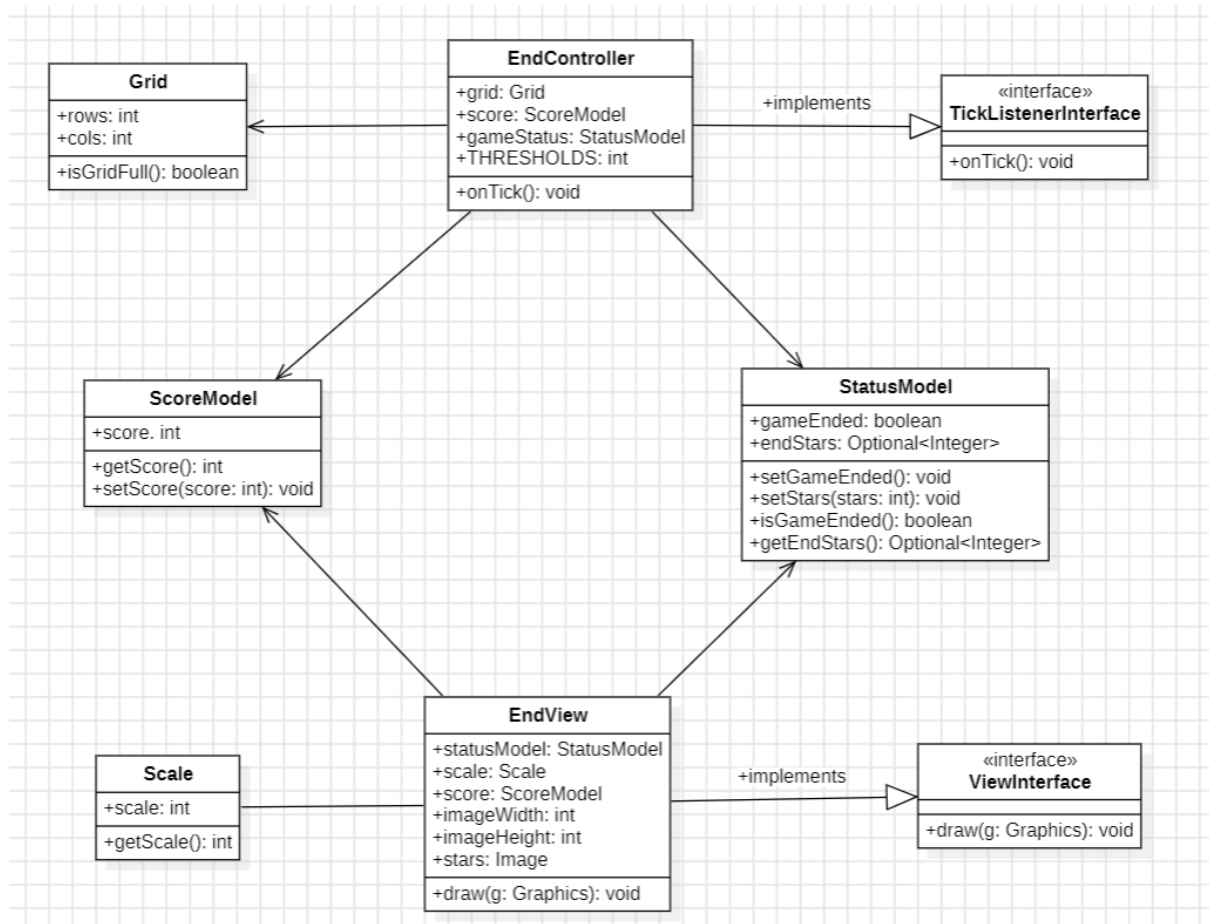 Grid
+rows: int
+cols: int
+isGridFull(): boolean
EndController
+grid: Grid
+score: ScoreModel
+gameStatus: StatusModel
+THRESHOLDS: int
+onTick(): void
+implements
«interface»
TickListenerInterface
+onTick(): void
ScoreModel
+score. int
+getScore(): int
+setScore(score: int): void
StatusModel
+gameEnded: boolean
+endStars: Optional<Integer>
+setGameEnded(): void
+setStars(stars: int): void
+isGameEnded(): boolean
+getEndStars(): Optional<Integer>
Scale
+scale: int
+getScale(): int
EndView
+statusModel: StatusModel
+scale: Scale
+score: ScoreModel
+imageWidth: int
+imageHeight: int
+stars: Image
+draw(g: Graphics): void
+implements
«interface»
ViewInterface
+draw(g: Graphics): void